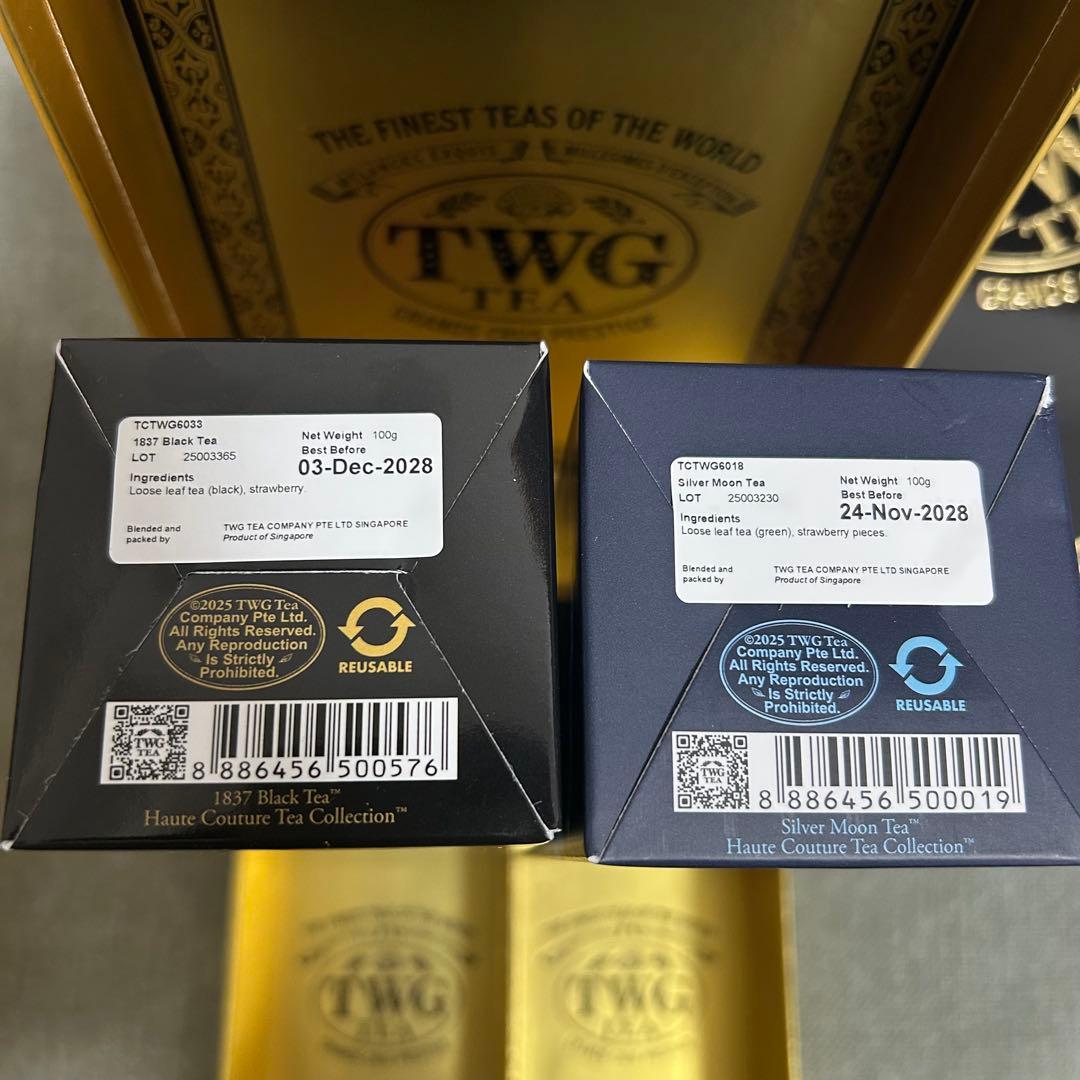 THE FINEST TEAS OF THE WORLD
TWG
TEA
TCTWG6033
1837 Black Tea
LOT 25003365
Net Weight 100g
Best Before
03-Dec-2028
Ingredients
Loose leaf tea (black), strawberry.
Blended and
packed by
TWG TEA COMPANY PTE LTD SINGAPORE
Product of Singapore
©2025 TWG Tea
Company Pte Ltd.
All Rights Reserved.
Any Reproduction
Is Strictly
Prohibited.
REUSABLE
TWG
TEA
8 886456 500576
1837 Black Tea™
Haute Couture Tea Collection™
TCTWG6018
Silver Moon Tea
LOT 25003230
Net Weight 100g
Best Before
24-Nov-2028
Ingredients
Loose leaf tea (green), strawberry pieces.
Blended and
packed by
TWG TEA COMPANY PTE LTD SINGAPORE
Product of Singapore
©2025 TWG Tea
Company Pte Ltd.
All Rights Reserved.
Any Reproduction
Is Strictly
Prohibited.
REUSABLE
TWG
TEA
8 886456 500019
Silver Moon Tea™
Haute Couture Tea Collection™
TWG
TWG